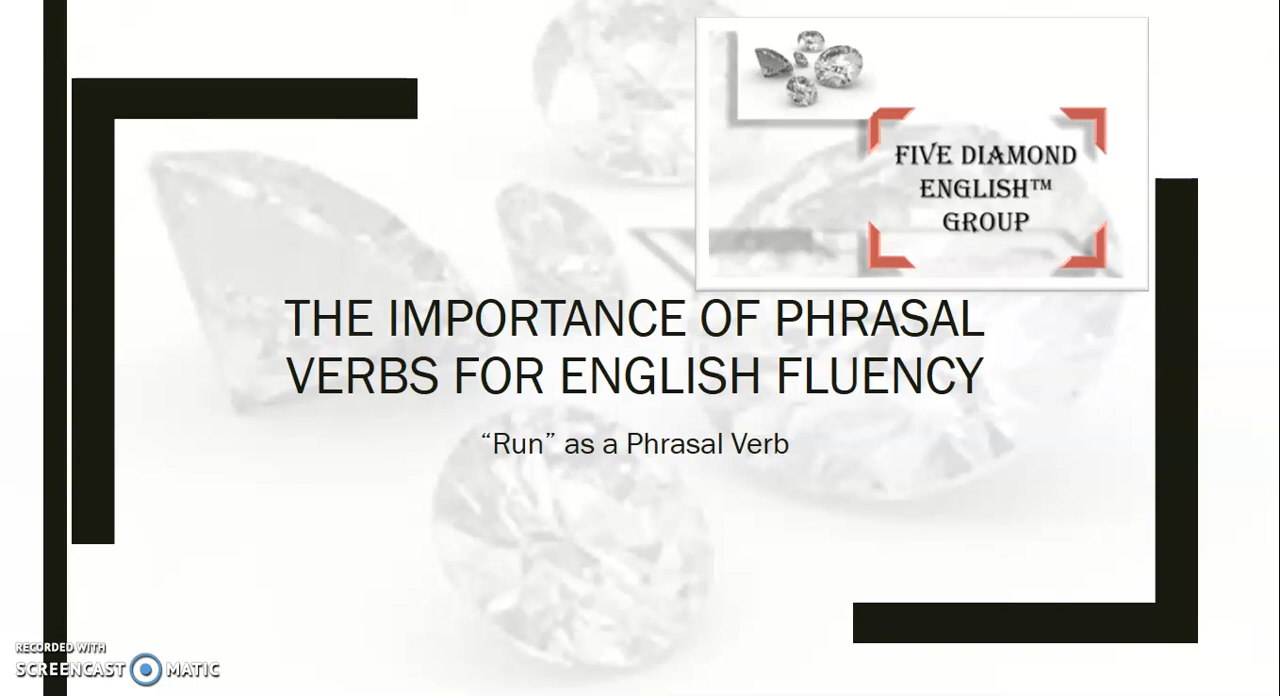 FIVE DIAMOND
ENGLISH™
GROUP
THE IMPORTANCE OF PHRASAL
VERBS FOR ENGLISH FLUENCY
“Run” as a Phrasal Verb
RECORDED WITH
SCREENCAST MATIC